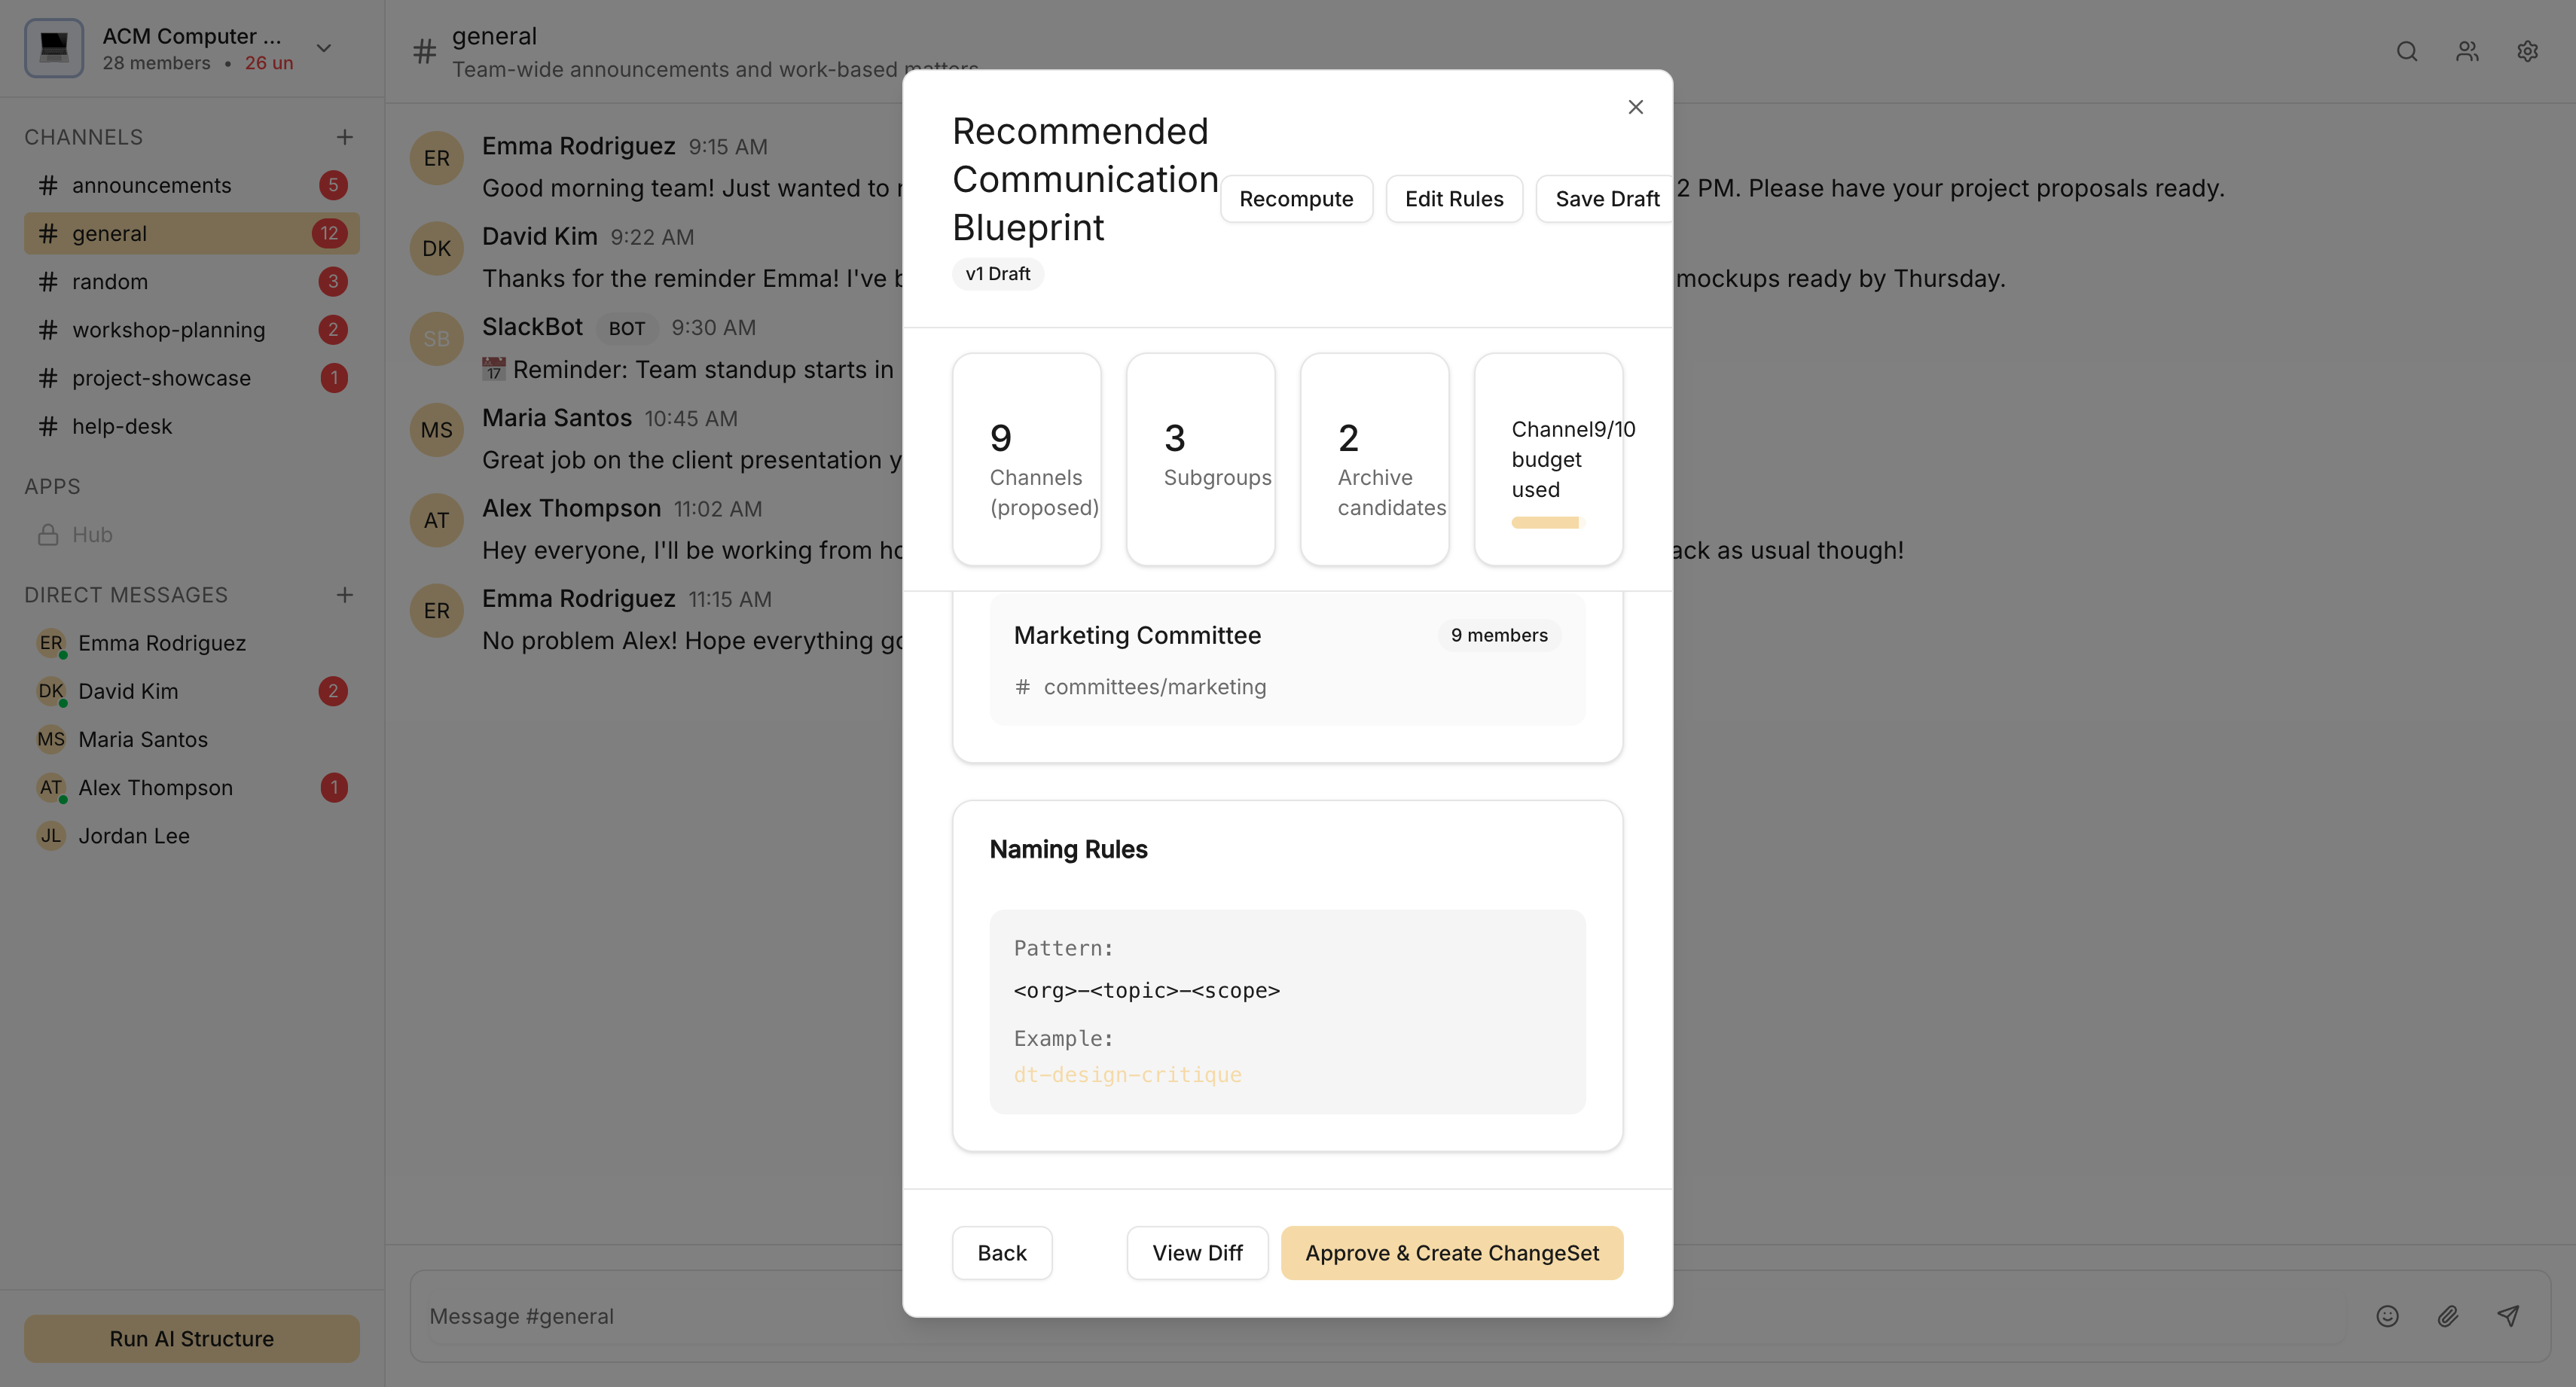 ACM Computer ...
28 members • 26 un
CHANNELS
# announcements 5
# general 12
# random 3
# workshop-planning 2
# project-showcase 1
# help-desk
APPS
Hub
DIRECT MESSAGES
ER Emma Rodriguez
DK David Kim 2
MS Maria Santos
AT Alex Thompson 1
JL Jordan Lee
Run AI Structure
# general
Team-wide announcements and work-based matters
ER Emma Rodriguez 9:15 AM
Good morning team! Just wanted to 2 PM. Please have your project proposals ready.
DK David Kim 9:22 AM
Thanks for the reminder Emma! I've mockups ready by Thursday.
SB SlackBot BOT 9:30 AM
17 Reminder: Team standup starts in
MS Maria Santos 10:45 AM
Great job on the client presentation
AT Alex Thompson 11:02 AM
Hey everyone, I'll be working from as usual though!
ER Emma Rodriguez 11:15 AM
No problem Alex! Hope everything
Message #general
Recommended
Communication
Blueprint
v1 Draft
Recompute
Edit Rules
Save Draft
9
Channels
(proposed)
3
Subgroups
2
Archive
candidates
Channel9/10
budget
used
Marketing Committee 9 members
# committees/marketing
Naming Rules
Pattern:
<org>-<topic>-<scope>
Example:
dt-design-critique
Back
View Diff
Approve & Create ChangeSet